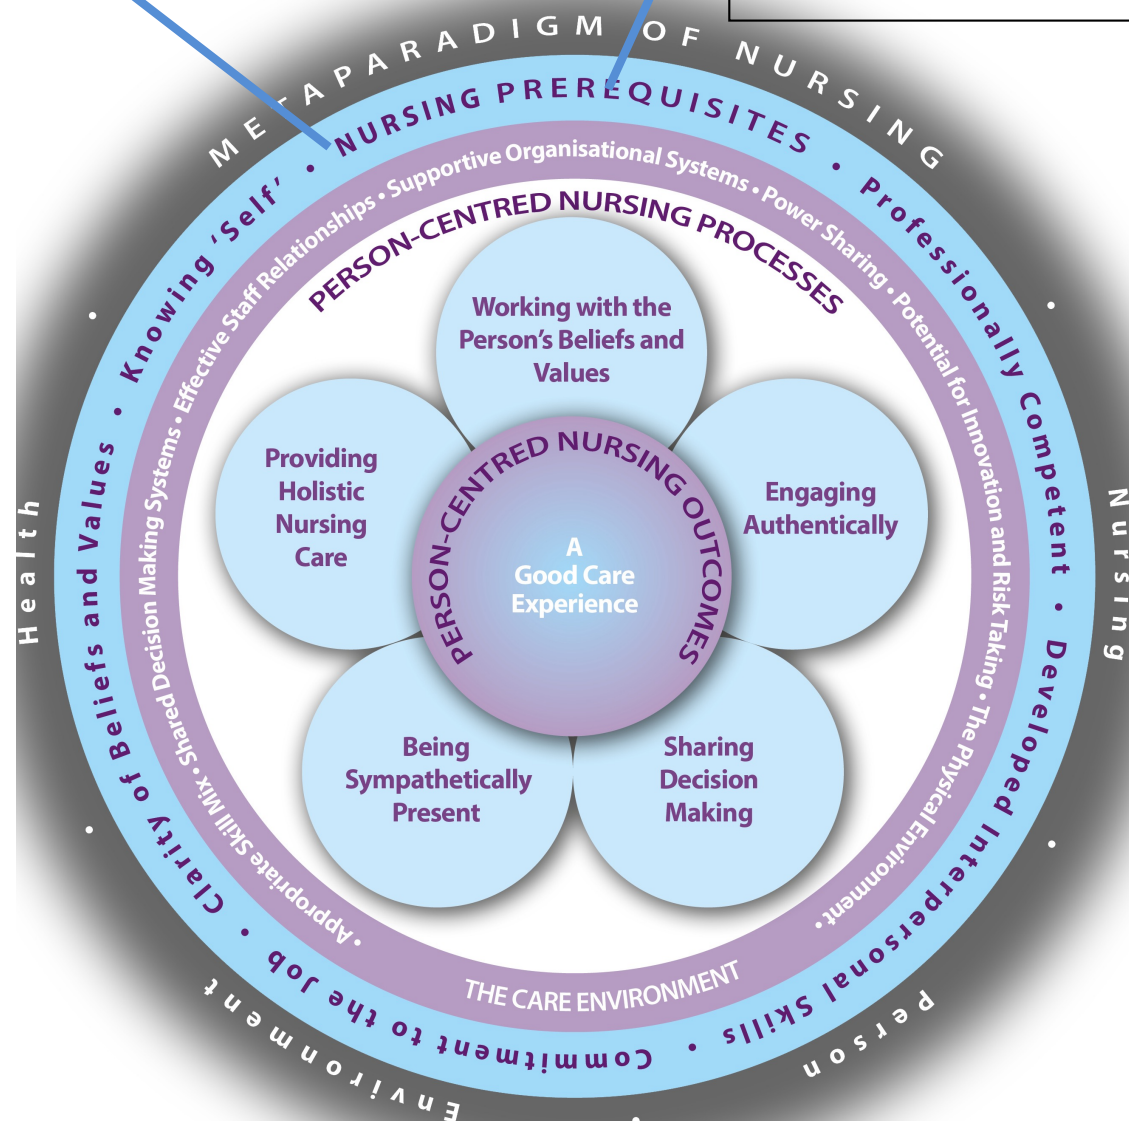 METAPARADIGM OF NURSING
Nursing
Person
Environment
Health
NURSING PREREQUISITES • Professionally Competent • Developed Interpersonal Skills • Commitment to the Job • Clarity of Beliefs and Values • Knowing 'Self' •
THE CARE ENVIRONMENT
• Appropriate Skill Mix • Shared Decision Making Systems • Effective Staff Relationships • Supportive Organisational Systems • Power Sharing • Potential for Innovation and Risk Taking • The Physical Environment •
PERSON-CENTRED NURSING PROCESSES
Working with the
Person's Beliefs and
Values
Engaging
Authentically
Sharing
Decision
Making
Being
Sympathetically
Present
Providing
Holistic
Nursing
Care
PERSON-CENTRED NURSING OUTCOMES
A
Good Care
Experience